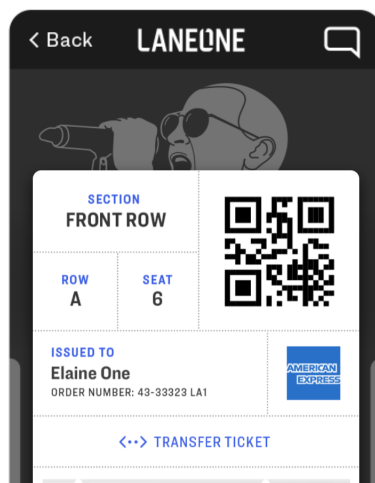 < Back
LANEONE
SECTION
FRONT ROW
ROW
SEAT
A
6
ISSUED TO
Elaine One
ORDER NUMBER: 43-33323 LA1
AMERICAN
EXPRESS
<··> TRANSFER TICKET